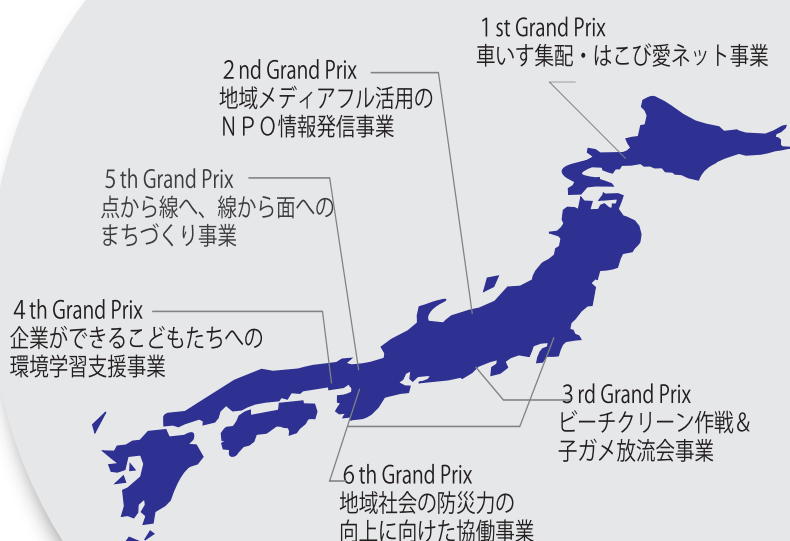 1 st Grand Prix
車いす集配・はこび愛ネット事業
2 nd Grand Prix
地域メディアフル活用の
ＮＰＯ情報発信事業
5 th Grand Prix
点から線へ、線から面への
まちづくり事業
4 th Grand Prix
企業ができるこどもたちへの
環境学習支援事業
3 rd Grand Prix
ビーチクリーン作戦＆
子ガメ放流会事業
6 th Grand Prix
地域社会の防災力の
向上に向けた協働事業